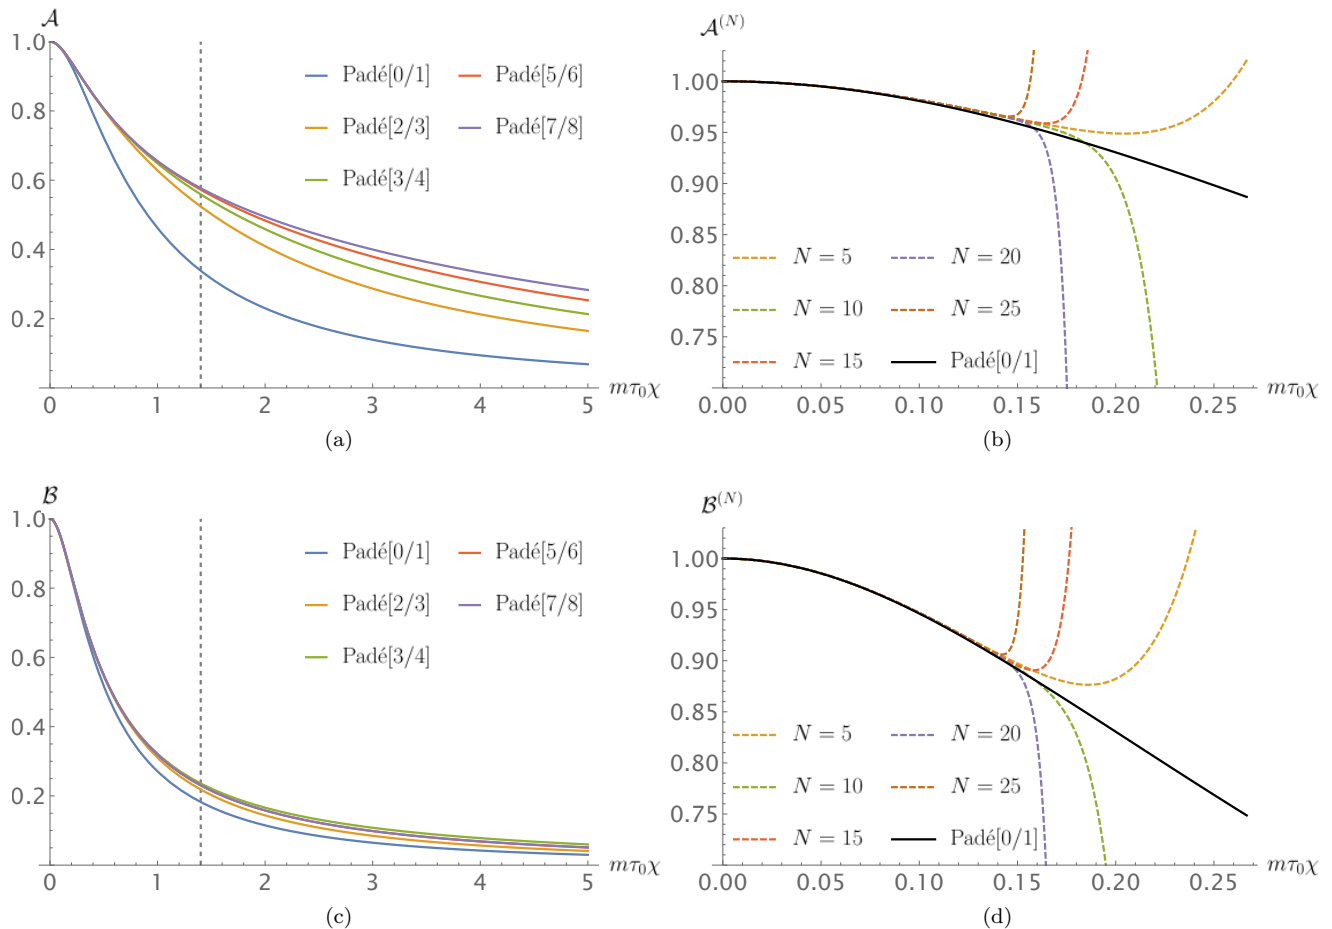 𝒜
1.0
0.8
0.6
0.4
0.2
Padé[0/1] Padé[5/6]
Padé[2/3] Padé[7/8]
Padé[3/4]
0 1 2 3 4 5 mτ₀χ
(a)
𝒜⁽ᴺ⁾
1.00
0.95
0.90
0.85
0.80
0.75
N = 5 N = 20
N = 10 N = 25
N = 15 Padé[0/1]
0.00 0.05 0.10 0.15 0.20 0.25 mτ₀χ
(b)
ℬ
1.0
0.8
0.6
0.4
0.2
Padé[0/1] Padé[5/6]
Padé[2/3] Padé[7/8]
Padé[3/4]
0 1 2 3 4 5 mτ₀χ
(c)
ℬ⁽ᴺ⁾
1.00
0.95
0.90
0.85
0.80
0.75
N = 5 N = 20
N = 10 N = 25
N = 15 Padé[0/1]
0.00 0.05 0.10 0.15 0.20 0.25 mτ₀χ
(d)